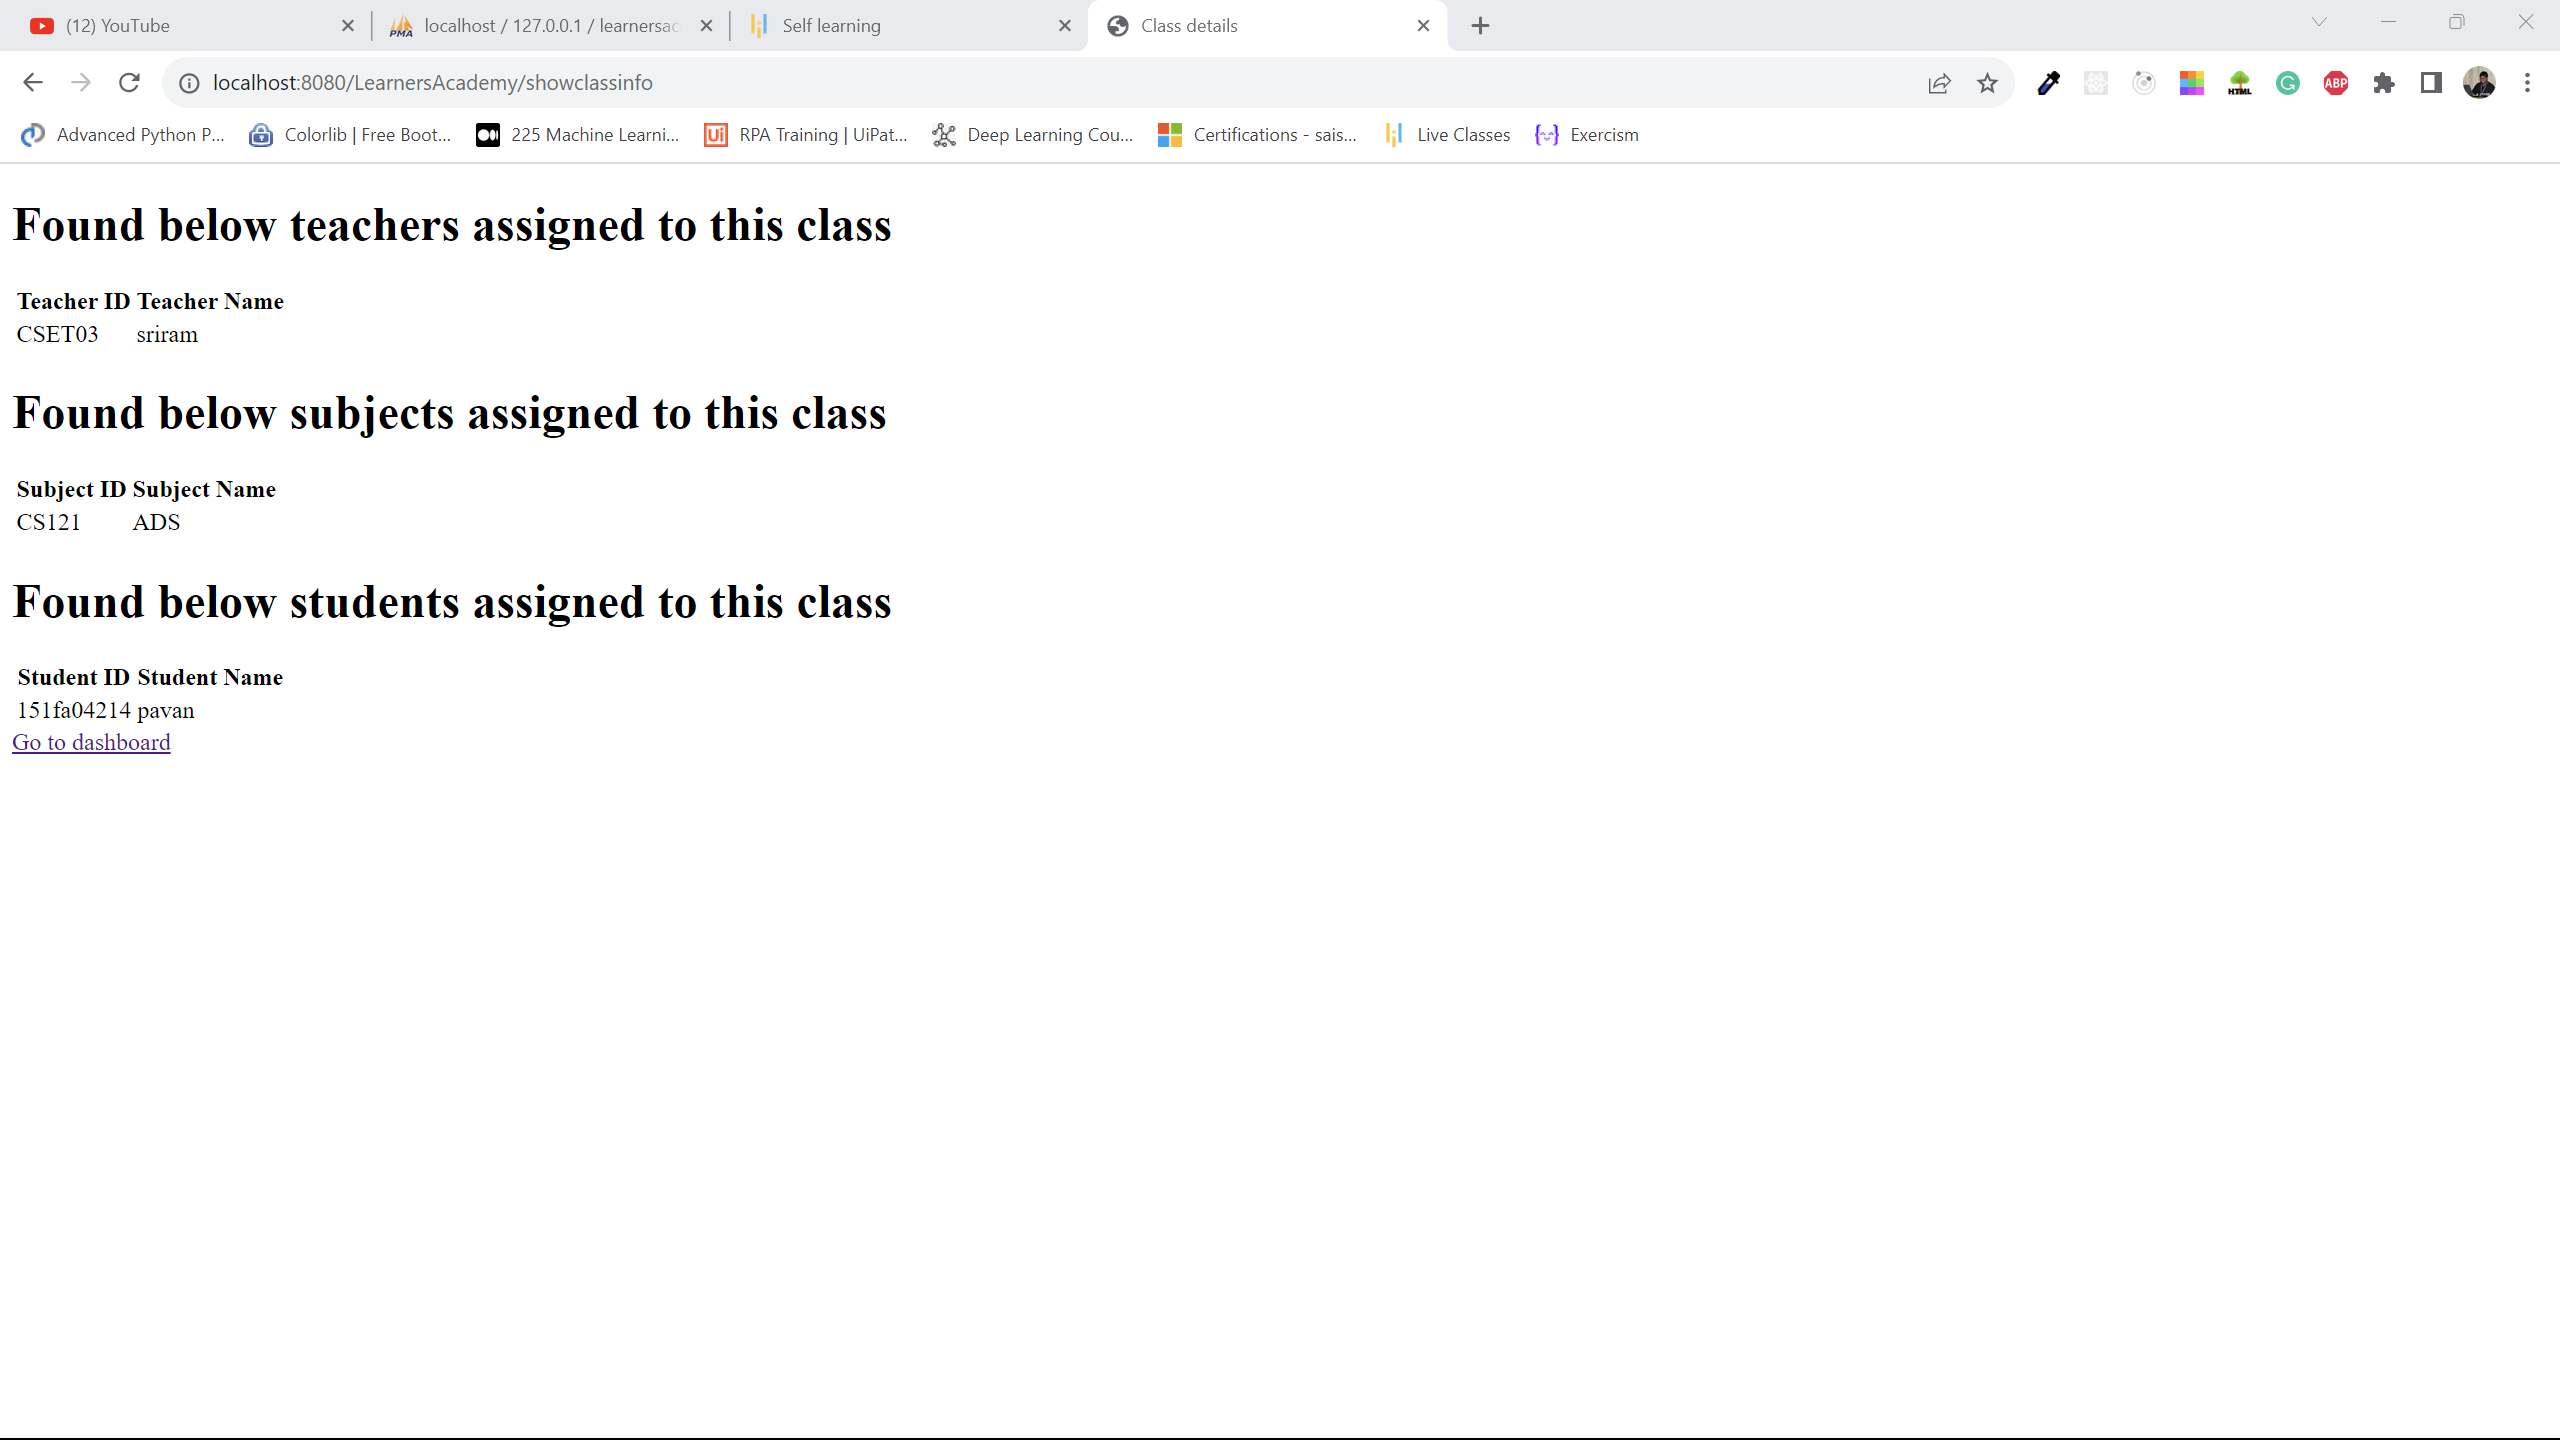 (12) YouTube
localhost / 127.0.0.1 / learnersac
Self learning
Class details
localhost:8080/LearnersAcademy/showclassinfo
HTML
ABP
Advanced Python P...
Colorlib | Free Boot...
225 Machine Learni...
RPA Training | UiPat...
Deep Learning Cou...
Certifications - sais...
Live Classes
Exercism
Found below teachers assigned to this class
Teacher ID Teacher Name
CSET03 sriram
Found below subjects assigned to this class
Subject ID Subject Name
CS121 ADS
Found below students assigned to this class
Student ID Student Name
151fa04214 pavan
Go to dashboard